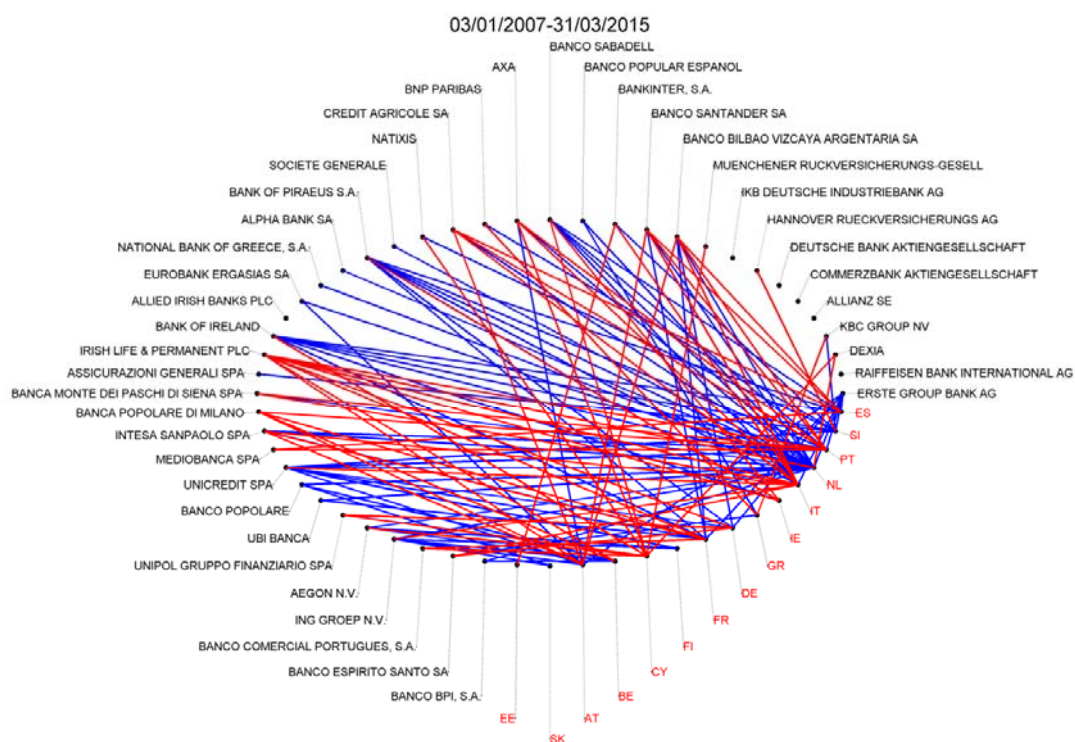 03/01/2007-31/03/2015
BANCO SABADELL
AXA
BANCO POPULAR ESPANOL
BNP PARIBAS
BANKINTER, S.A.
CREDIT AGRICOLE SA
BANCO SANTANDER SA
NATIXIS
BANCO BILBAO VIZCAYA ARGENTARIA SA
SOCIETE GENERALE
MUENCHENER RUCKVERSICHERUNGS-GESELL
BANK OF PIRAEUS S.A.
IKB DEUTSCHE INDUSTRIEBANK AG
ALPHA BANK SA
HANNOVER RUECKVERSICHERUNGS AG
NATIONAL BANK OF GREECE, S.A.
DEUTSCHE BANK AKTIENGESELLSCHAFT
EUROBANK ERGASIAS SA
COMMERZBANK AKTIENGESELLSCHAFT
ALLIED IRISH BANKS PLC
ALLIANZ SE
BANK OF IRELAND
KBC GROUP NV
IRISH LIFE & PERMANENT PLC
DEXIA
ASSICURAZIONI GENERALI SPA
RAIFFEISEN BANK INTERNATIONAL AG
BANCA MONTE DEI PASCHI DI SIENA SPA
ERSTE GROUP BANK AG
BANCA POPOLARE DI MILANO
ES
INTESA SANPAOLO SPA
SI
MEDIOBANCA SPA
PT
UNICREDIT SPA
NL
BANCO POPOLARE
IT
UBI BANCA
IE
UNIPOL GRUPPO FINANZIARIO SPA
GR
AEGON N.V.
DE
ING GROEP N.V.
FR
BANCO COMERCIAL PORTUGUES, S.A.
FI
BANCO ESPIRITO SANTO SA
CY
BANCO BPI, S.A.
BE
EE
AT
SK